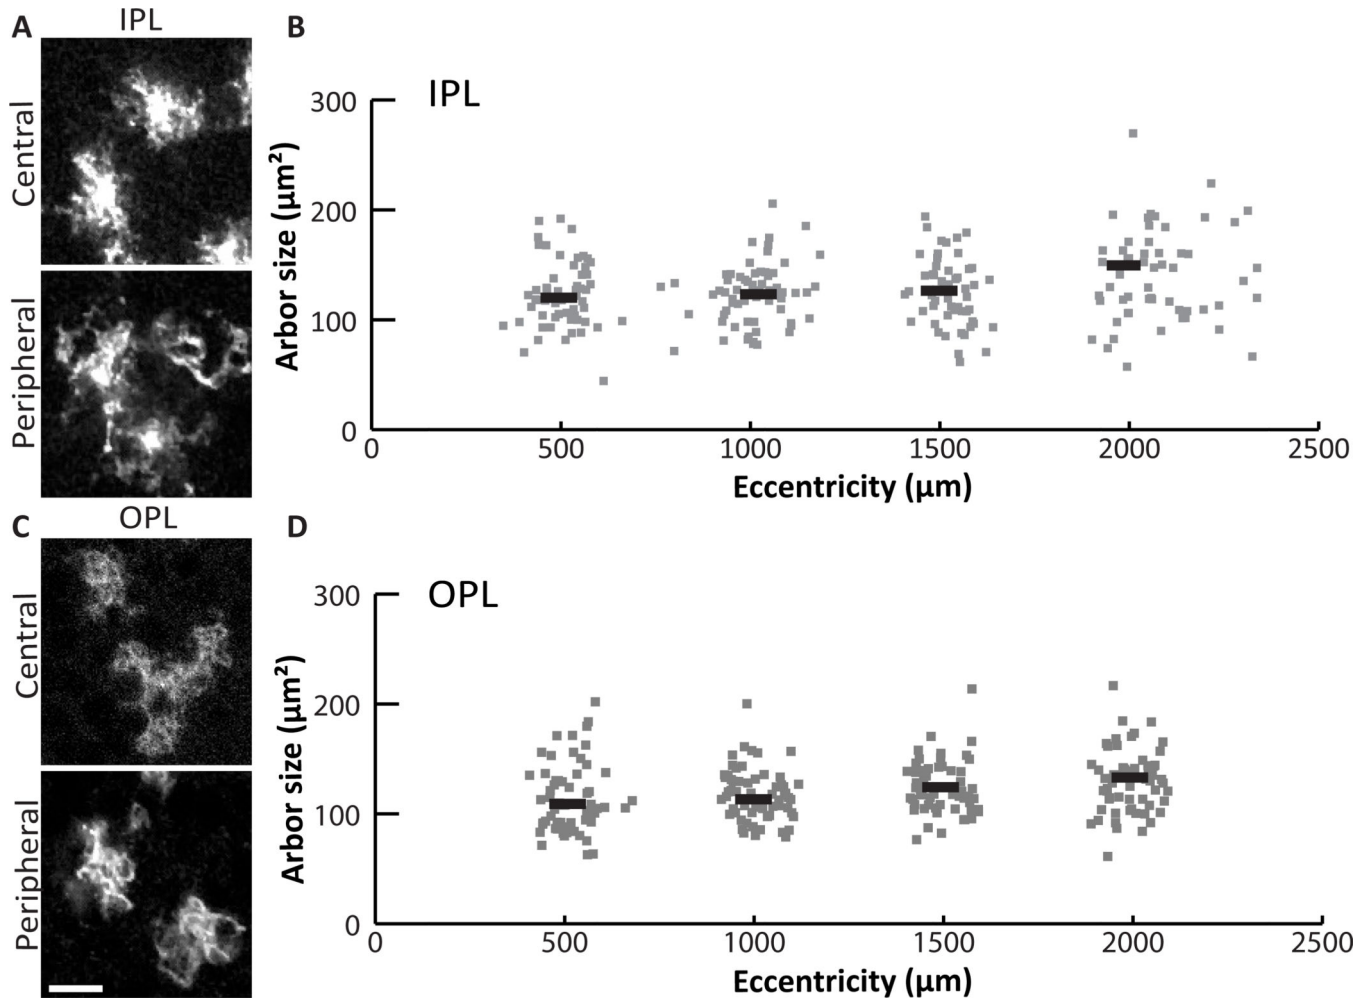 A
IPL
Central
Peripheral
B
IPL
Arbor size (µm²)
300
200
100
0
0
500
1000
1500
2000
2500
Eccentricity (µm)
C
OPL
Central
Peripheral
D
OPL
Arbor size (µm²)
300
200
100
0
0
500
1000
1500
2000
2500
Eccentricity (µm)